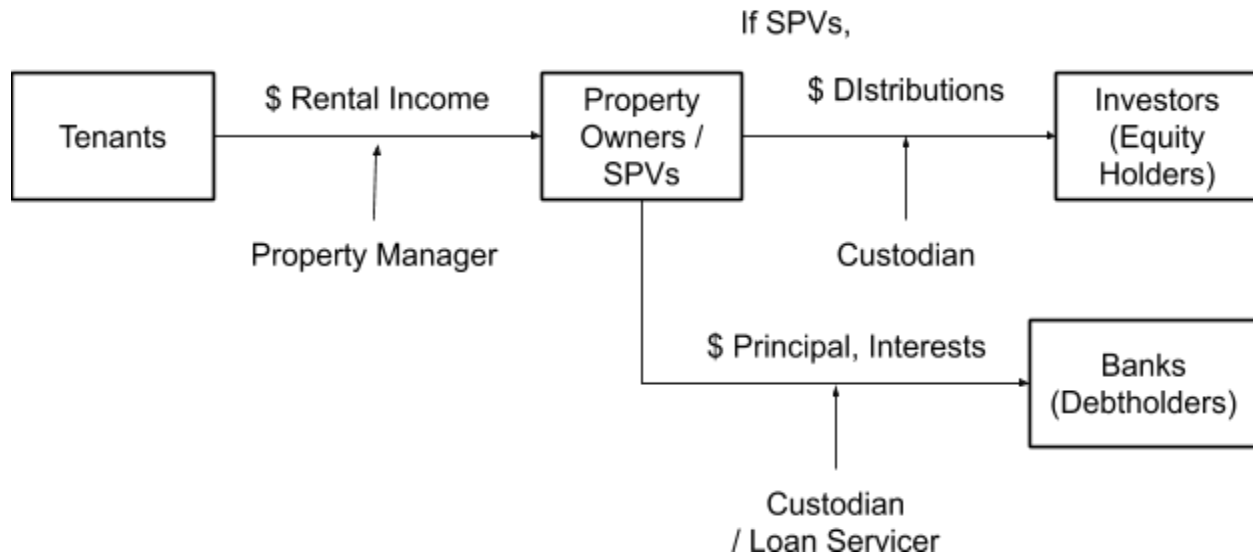 If SPVs,
Tenants
$ Rental Income
Property
Owners /
SPVs
$ DIstributions
Investors
(Equity
Holders)
Property Manager
Custodian
$ Principal, Interests
Banks
(Debtholders)
Custodian
/ Loan Servicer